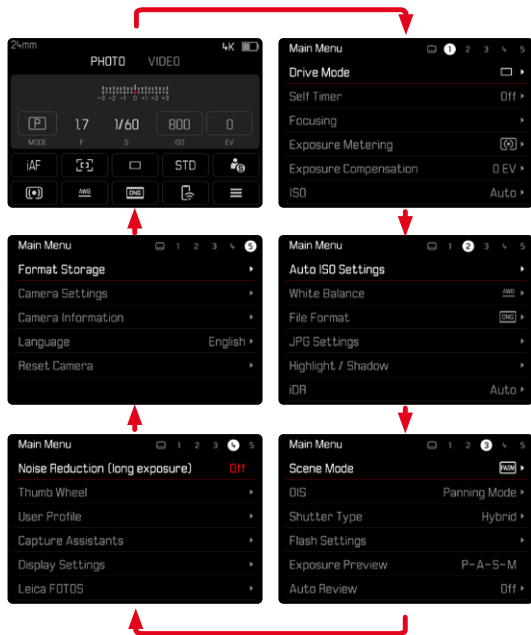 24mm 4K
PHOTO VIDEO
-3 -2 -1 0 +1 +2 +3
P 1.7 1/60 800 0
MODE F S ISO EV
iAF STD
AWB DNG
Main Menu 1 2 3 4 5
Drive Mode
Self Timer Off
Focusing
Exposure Metering
Exposure Compensation 0 EV
ISO Auto
Main Menu 1 2 3 4 5
Auto ISO Settings
White Balance AWB
File Format DNG
JPG Settings
Highlight / Shadow
iDR Auto
Main Menu 1 2 3 4 5
Scene Mode PASM
OIS Panning Mode
Shutter Type Hybrid
Flash Settings
Exposure Preview P-A-S-M
Auto Review Off
Main Menu 1 2 3 4 5
Noise Reduction (long exposure) Off
Thumb Wheel
User Profile
Capture Assistants
Display Settings
Leica FOTOS
Main Menu 1 2 3 4 5
Format Storage
Camera Settings
Camera Information
Language English
Reset Camera